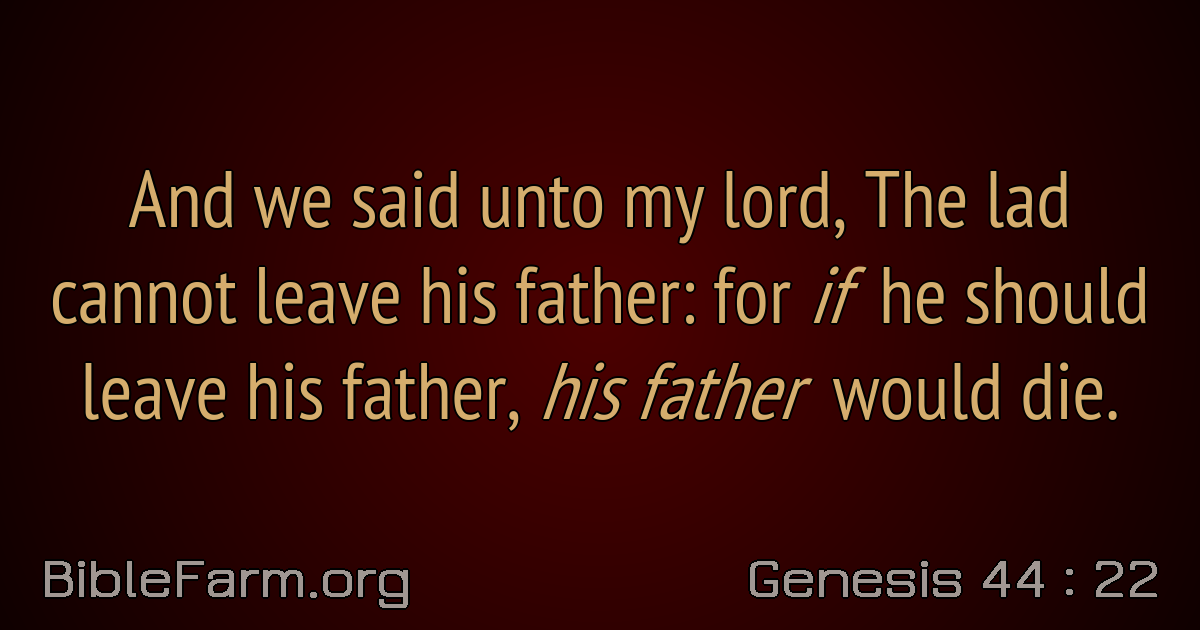 And we said unto my lord, The lad
cannot leave his father: for if he should
leave his father, his father would die.
BibleFarm.org
Genesis 44 : 22